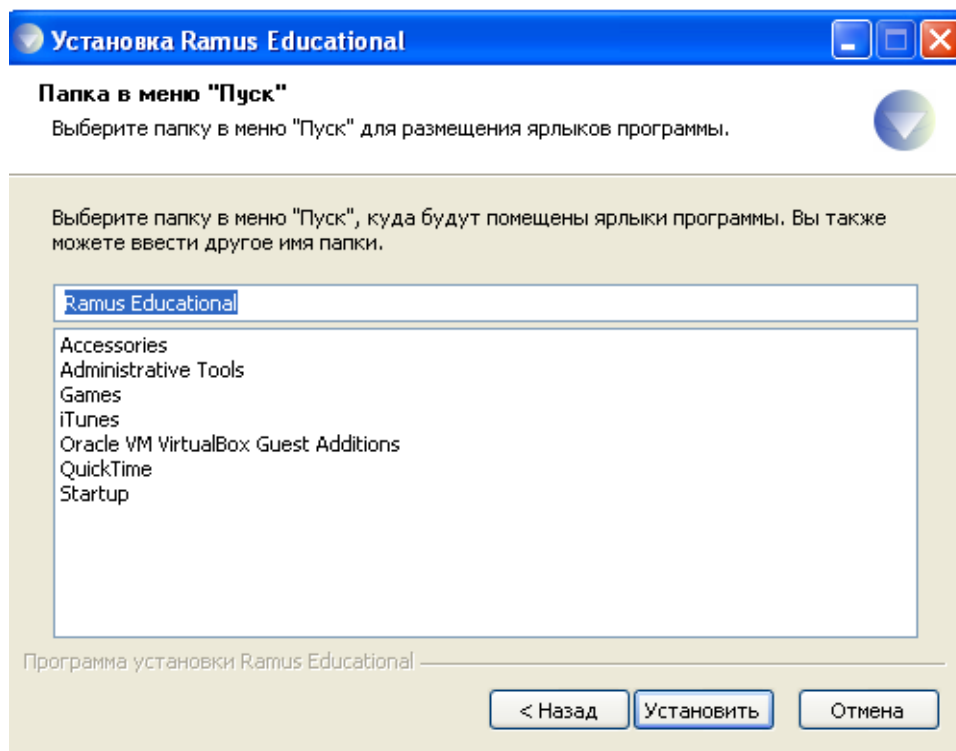 Установка Ramus Educational
Папка в меню "Пуск"
Выберите папку в меню "Пуск" для размещения ярлыков программы.
Выберите папку в меню "Пуск", куда будут помещены ярлыки программы. Вы также
можете ввести другое имя папки.
Ramus Educational
Accessories
Administrative Tools
Games
iTunes
Oracle VM VirtualBox Guest Additions
QuickTime
Startup
Программа установки Ramus Educational
< Назад Установить Отмена